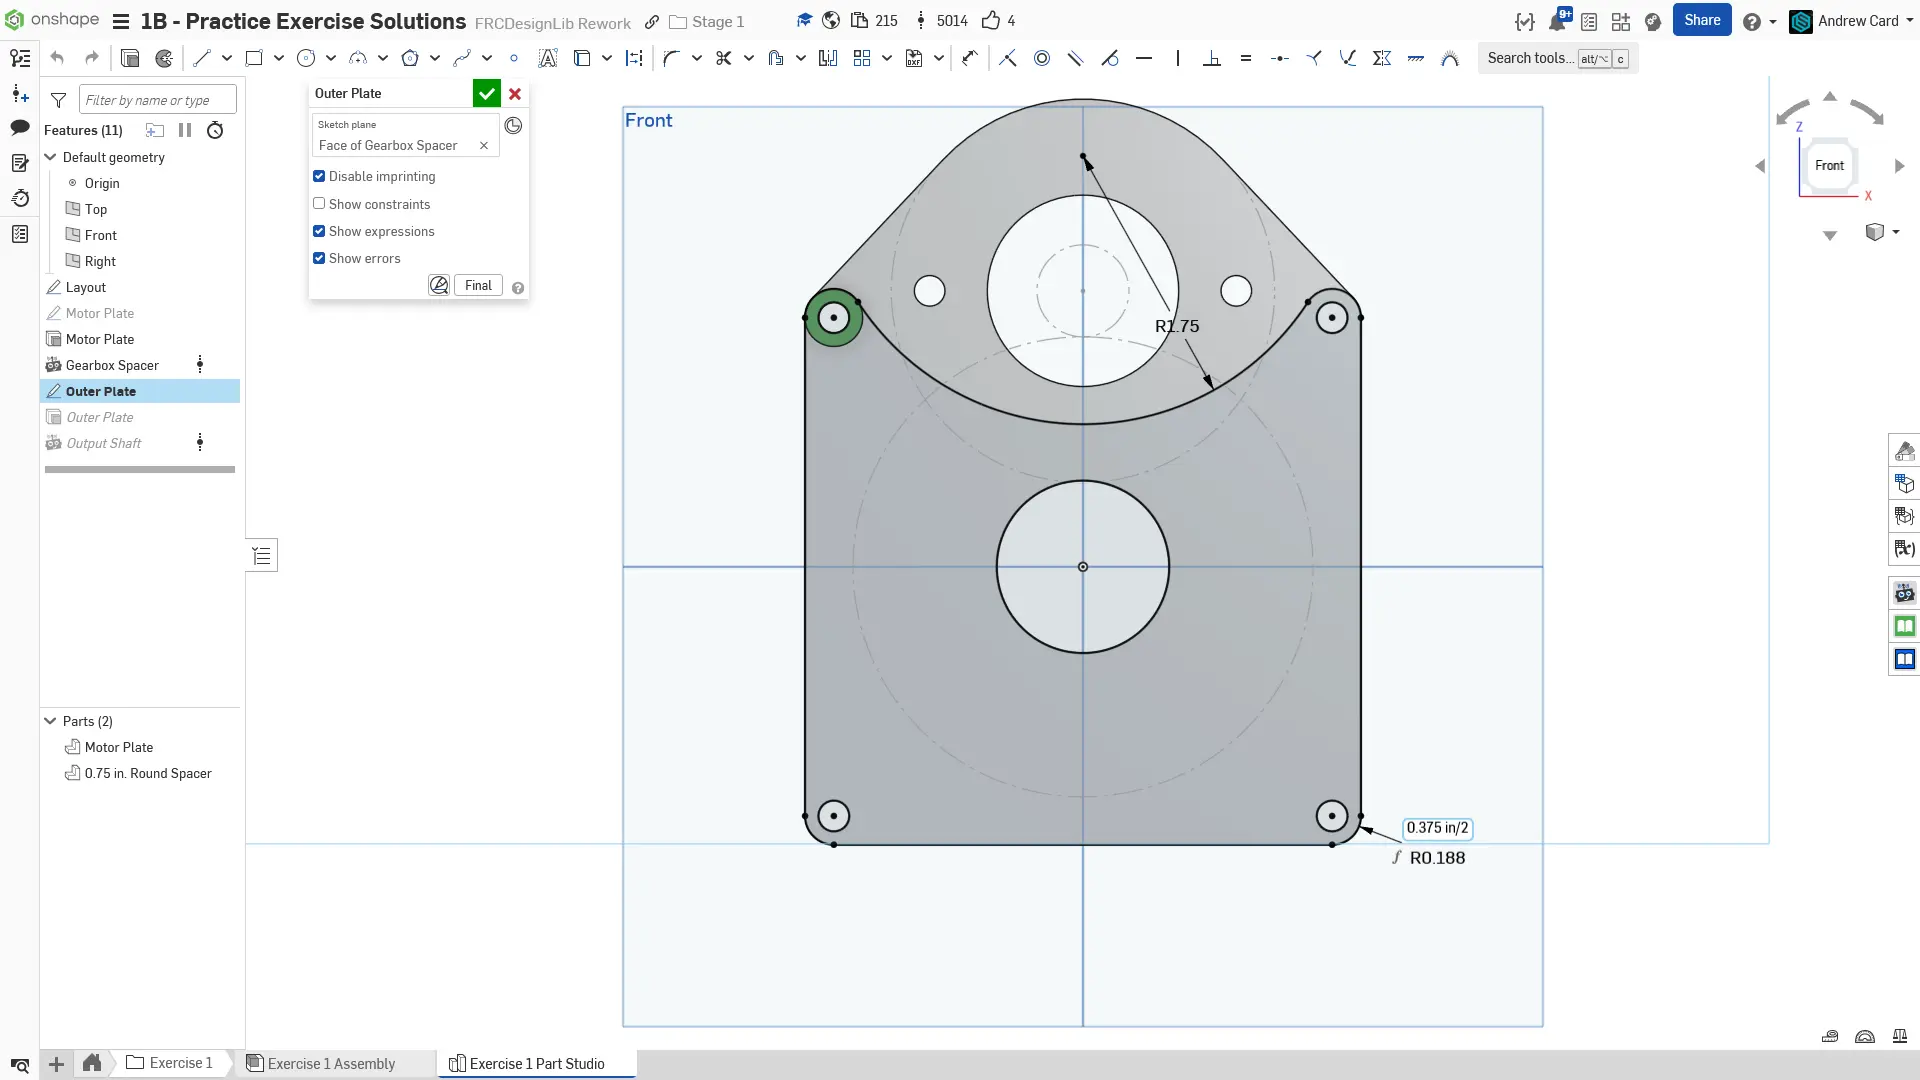 onshape 1B - Practice Exercise Solutions FRCDesignLib Rework Stage 1 215 5014 4 9+ Share Andrew Card
Search tools... alt/⌥ c
Filter by name or type
Features (11)
Default geometry
Origin
Top
Front
Right
Layout
Motor Plate
Motor Plate
Gearbox Spacer
Outer Plate
Outer Plate
Output Shaft
Parts (2)
Motor Plate
0.75 in. Round Spacer
Outer Plate
Sketch plane
Face of Gearbox Spacer
Disable imprinting
Show constraints
Show expressions
Show errors
Final
Front
R1.75
0.375 in/2
R0.188
Z
Front
X
Exercise 1
Exercise 1 Assembly
Exercise 1 Part Studio